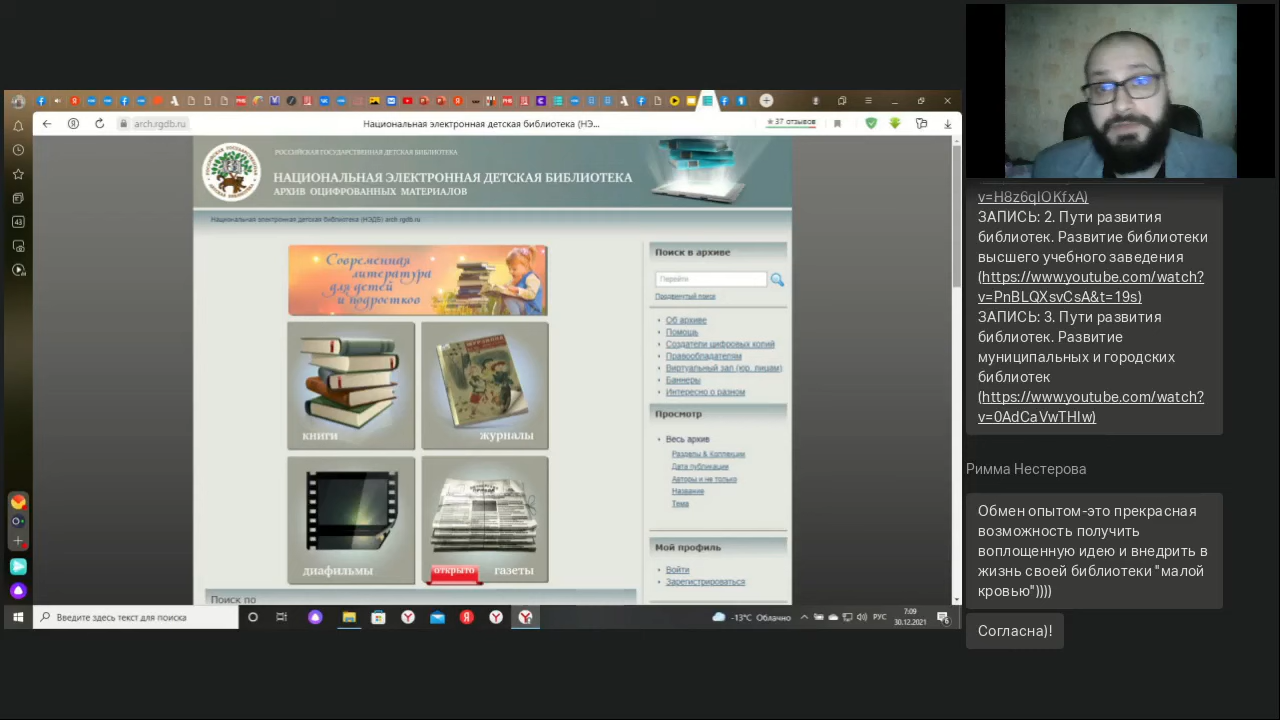 arch.rgdb.ru
Национальная электронная детская библиотека (НЭ...
37 отзывов
РОССИЙСКАЯ ГОСУДАРСТВЕННАЯ ДЕТСКАЯ БИБЛИОТЕКА
НАЦИОНАЛЬНАЯ ЭЛЕКТРОННАЯ ДЕТСКАЯ БИБЛИОТЕКА
АРХИВ ОЦИФРОВАННЫХ МАТЕРИАЛОВ
Национальная электронная детская библиотека (НЭДБ) arch.rgdb.ru
Современная
литература
для детей
и подростков
книги
журналы
диафильмы
открыто
газеты
Поиск по
Поиск в архиве
Перейти
Продвинутый поиск
Об архиве
Помощь
Создатели цифровых копий
Правообладателям
Виртуальный зал (юр. лицам)
Баннеры
Интересно о разном
Просмотр
Весь архив
Разделы & Коллекции
Дата публикации
Авторы и не только
Название
Тема
Мой профиль
Войти
Зарегистрироваться
Введите здесь текст для поиска
-13°C Облачно
РУС
7:09
30.12.2021
v=H8z6qIOKfxA)
ЗАПИСЬ: 2. Пути развития
библиотек. Развитие библиотеки
высшего учебного заведения
(https://www.youtube.com/watch?
v=PnBLQXsvCsA&t=19s)
ЗАПИСЬ: 3. Пути развития
библиотек. Развитие
муниципальных и городских
библиотек
(https://www.youtube.com/watch?
v=0AdCaVwTHIw)
Римма Нестерова
Обмен опытом-это прекрасная
возможность получить
воплощенную идею и внедрить в
жизнь своей библиотеки "малой
кровью"))))
Согласна)!